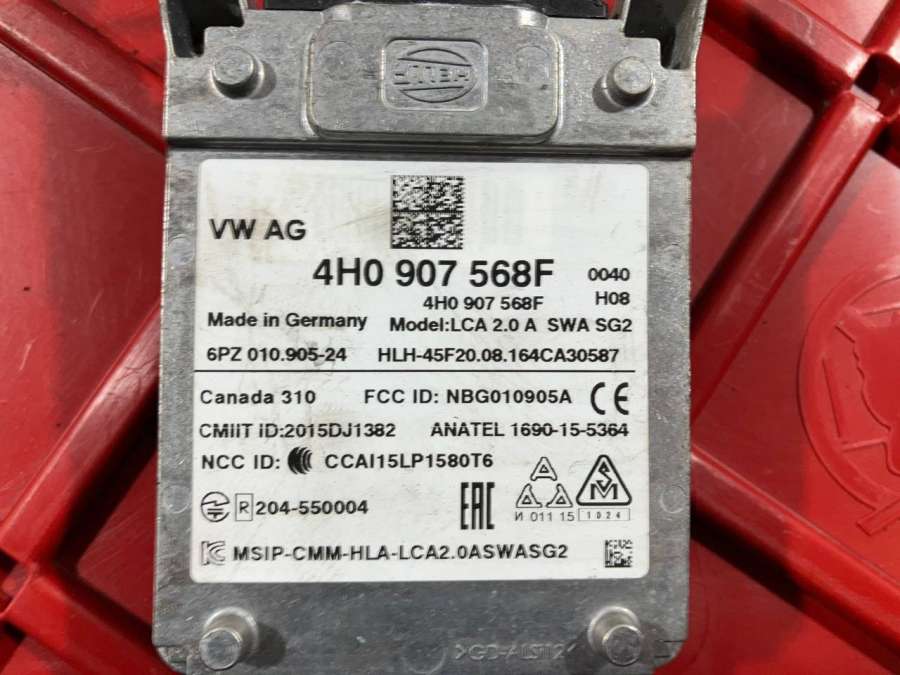 HELLA
VW AG
4H0 907 568F 0040
4H0 907 568F H08
Made in Germany Model:LCA 2.0 A SWA SG2
6PZ 010.905-24 HLH-45F20.08.164CA30587
Canada 310 FCC ID: NBG010905A CE
CMIIT ID:2015DJ1382 ANATEL 1690-15-5364
NCC ID: CCAI15LP1580T6
R 204-550004 EAC И 011 15 1024
MSIP-CMM-HLA-LCA2.0ASWASG2